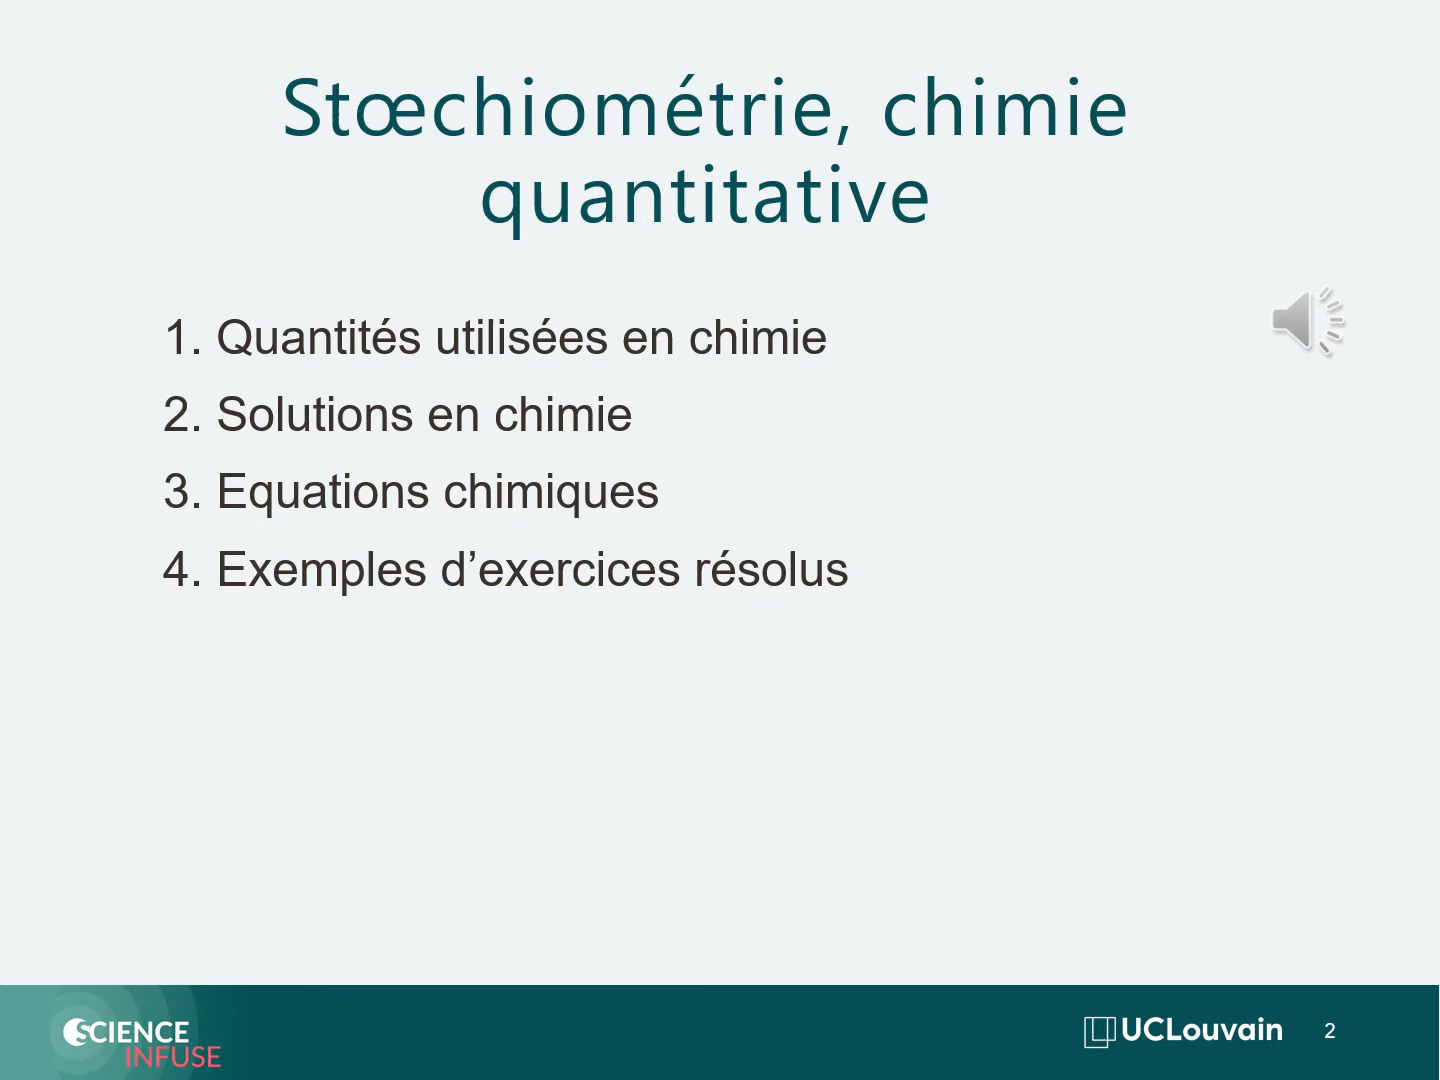 Stœchiométrie, chimie
quantitative
1. Quantités utilisées en chimie
2. Solutions en chimie
3. Equations chimiques
4. Exemples d’exercices résolus
SCIENCE
INFUSE
UCLouvain
2